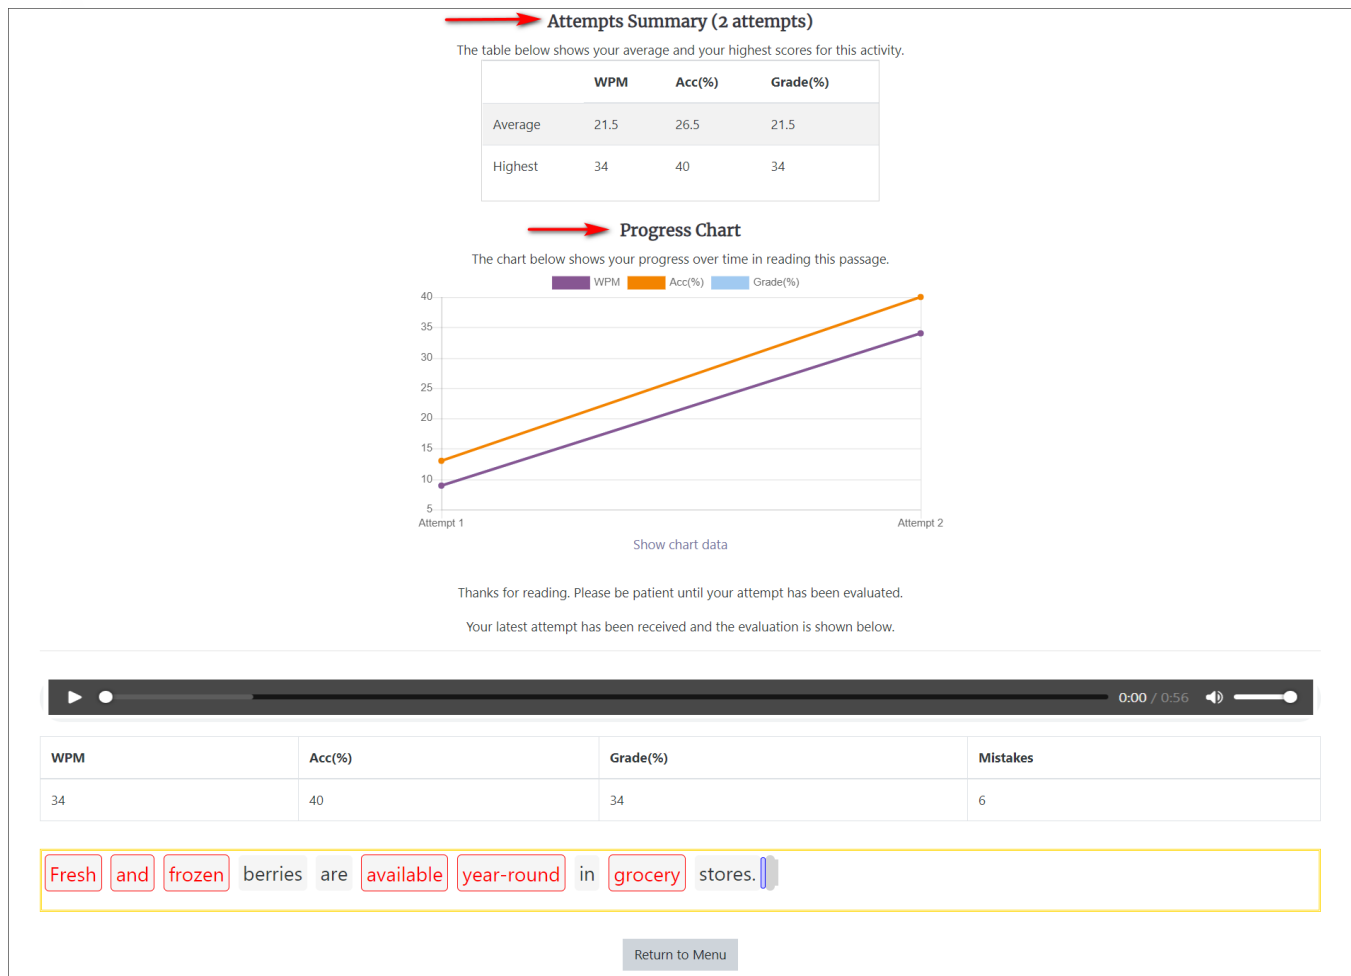 Attempts Summary (2 attempts)
The table below shows your average and your highest scores for this activity.
WPM Acc(%) Grade(%)
Average 21.5 26.5 21.5
Highest 34 40 34
Progress Chart
The chart below shows your progress over time in reading this passage.
WPM Acc(%) Grade(%)
40
35
30
25
20
15
10
5
Attempt 1 Attempt 2
Show chart data
Thanks for reading. Please be patient until your attempt has been evaluated.
Your latest attempt has been received and the evaluation is shown below.
0:00 / 0:56
WPM Acc(%) Grade(%) Mistakes
34 40 34 6
Fresh and frozen berries are available year-round in grocery stores.
Return to Menu